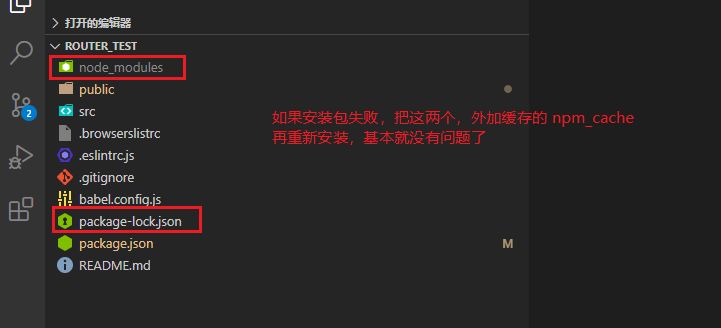 打开的编辑器
ROUTER_TEST
node_modules
public
src
.browserslistrc
.eslintrc.js
.gitignore
babel.config.js
package-lock.json
package.json M
README.md
2
如果安装包失败，把这两个，外加缓存的 npm_cache
再重新安装，基本就没有问题了